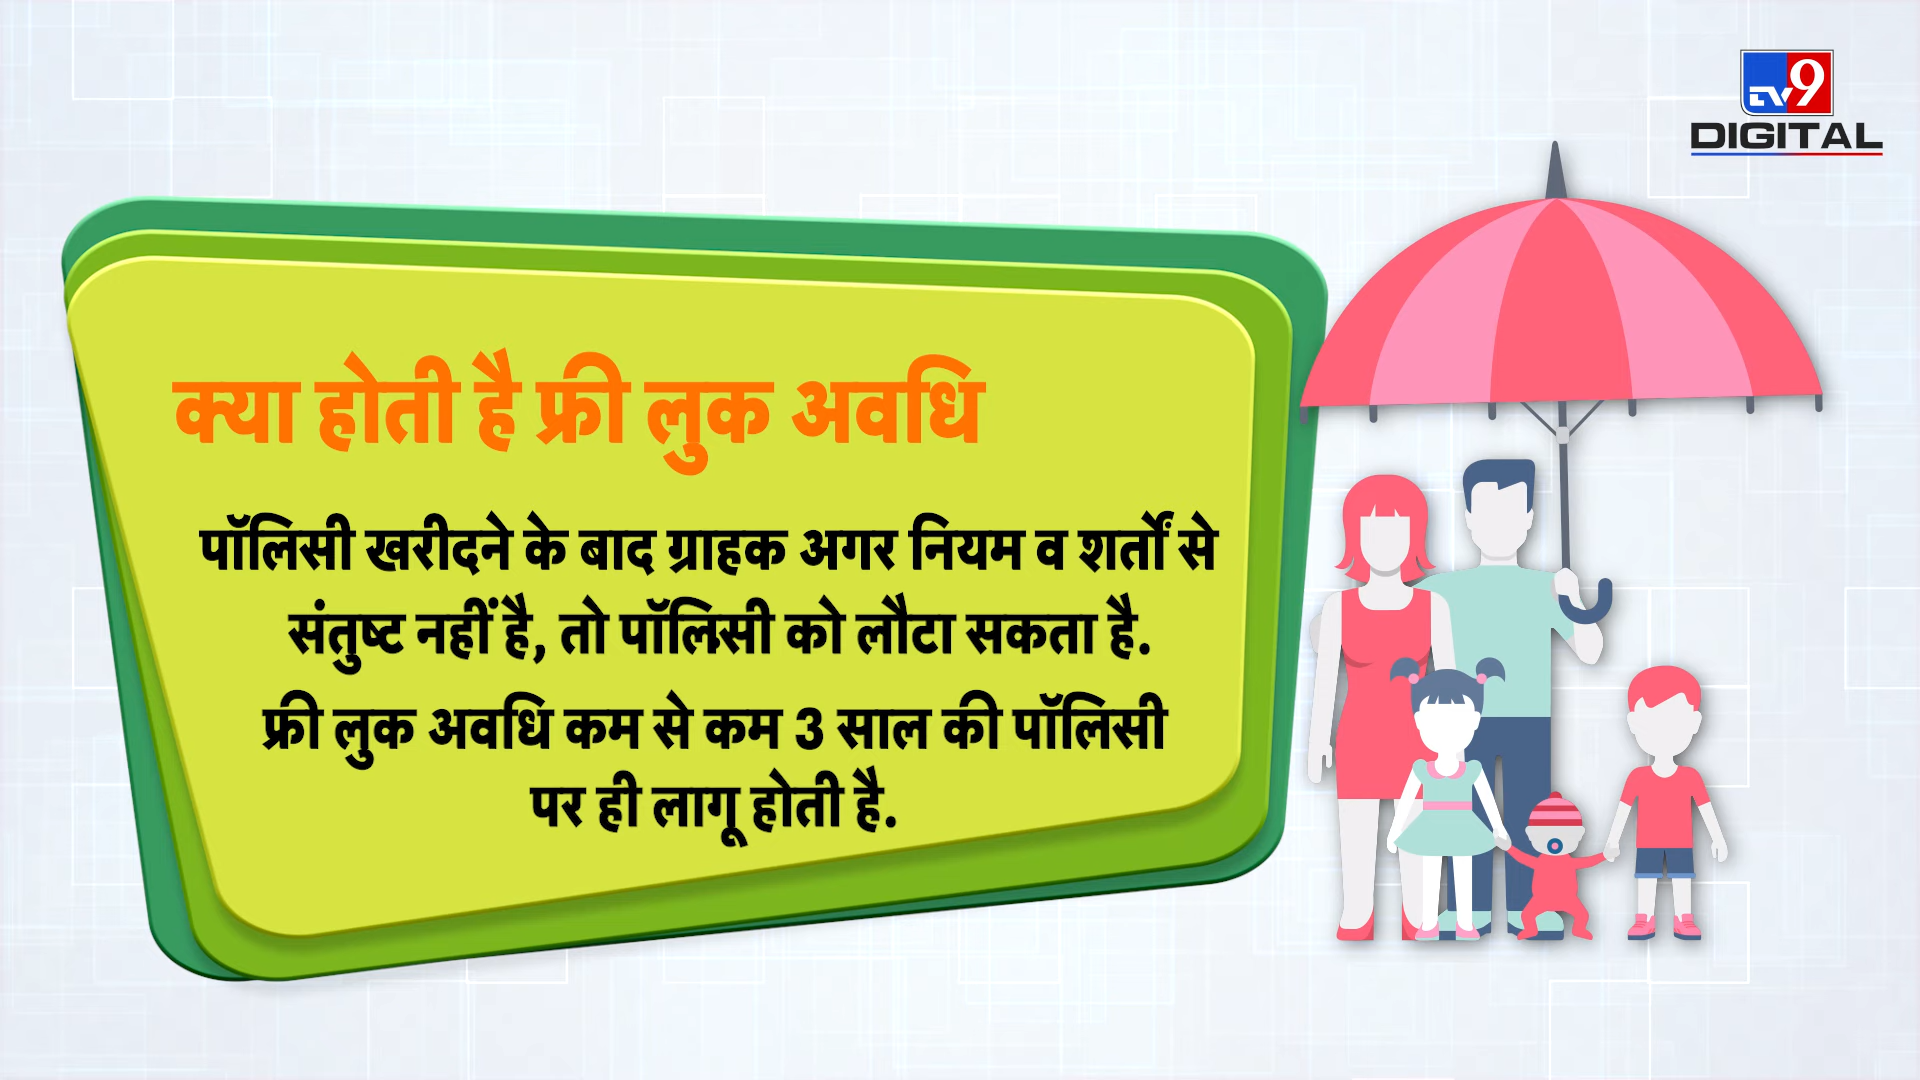 TV9
DIGITAL
क्या होती है फ्री लुक अवधि
पॉलिसी खरीदने के बाद ग्राहक अगर नियम व शर्तों से
संतुष्ट नहीं है, तो पॉलिसी को लौटा सकता है.
फ्री लुक अवधि कम से कम 3 साल की पॉलिसी
पर ही लागू होती है.